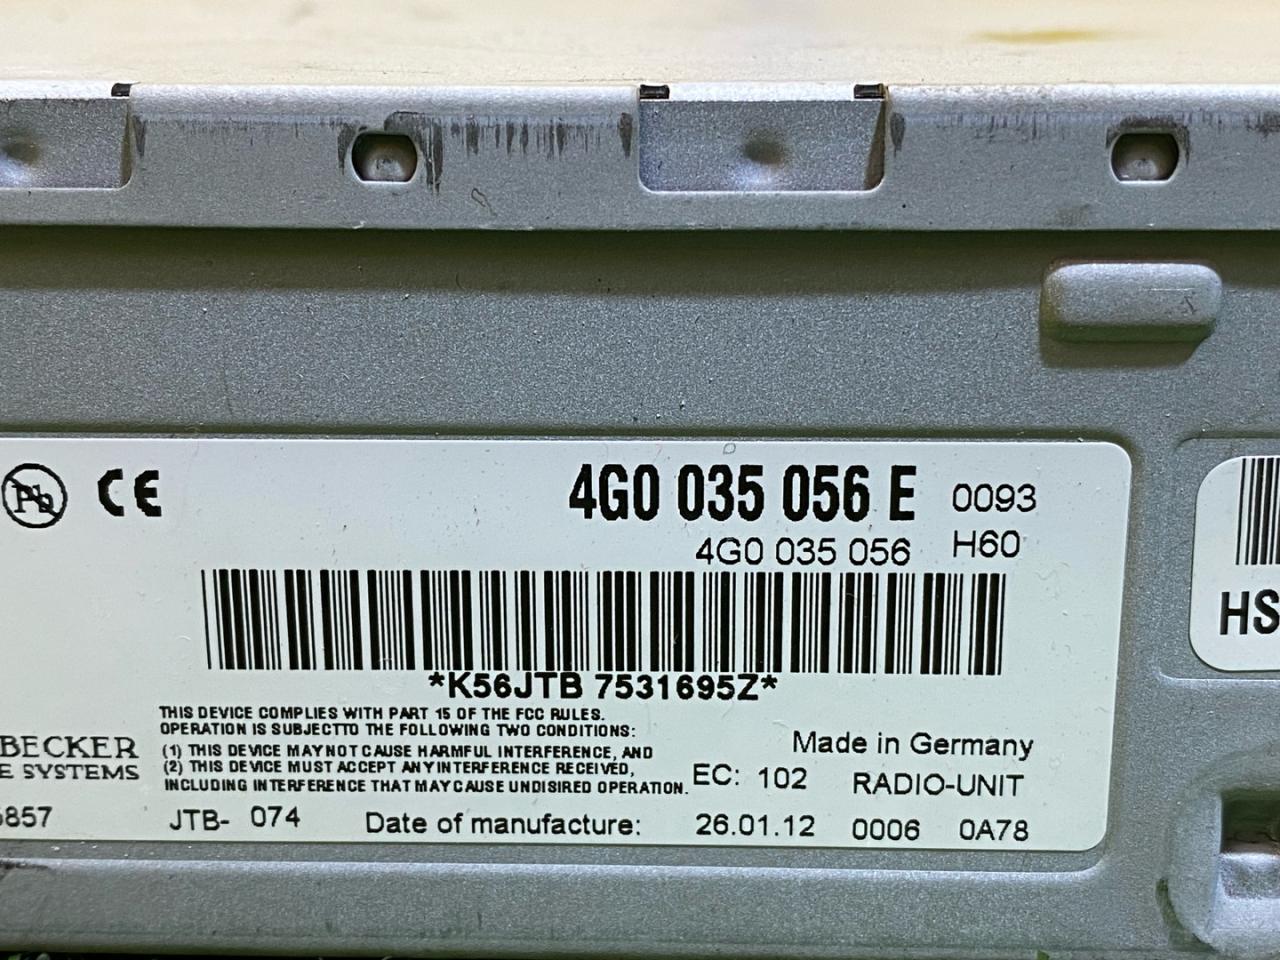 Pb CE
4G0 035 056 E 0093
4G0 035 056 H60
*K56JTB 7531695Z*
HS
THIS DEVICE COMPLIES WITH PART 15 OF THE FCC RULES.
OPERATION IS SUBJECTTO THE FOLLOWING TWO CONDITIONS:
(1) THIS DEVICE MAYNOT CAUSE HARMFUL INTERFERENCE, AND
(2) THIS DEVICE MUST ACCEPT ANYINTERFERENCE RECEIVED,
INCLUDING INTERFERENCE THAT MAYCAUSE UNDISIRED OPERATION.
BECKER
E SYSTEMS
Made in Germany
EC: 102 RADIO-UNIT
5857 JTB- 074 Date of manufacture: 26.01.12 0006 0A78